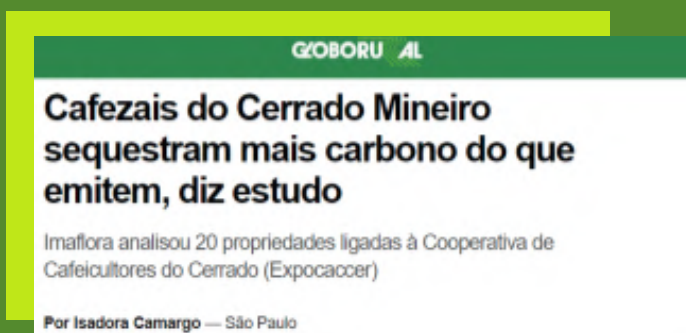 GLOBORURAL
Cafezais do Cerrado Mineiro
sequestram mais carbono do que
emitem, diz estudo
Imaflora analisou 20 propriedades ligadas à Cooperativa de
Cafeicultores do Cerrado (Expocaccer)
Por Isadora Camargo — São Paulo